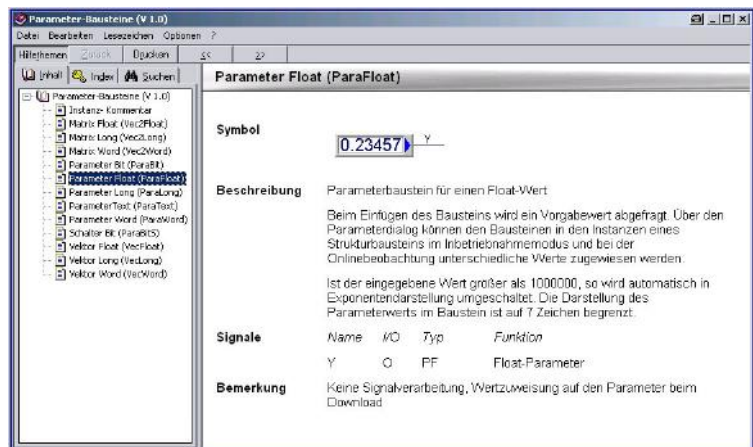 Parameter-Bausteine (V 1.0)
Datei Bearbeiten Lesezeichen Optionen ?
Hilfethemen Zurück Drucken << >>
Inhalt Index Suchen
Parameter-Bausteine (V 1.0)
Instanz- Kommentar
Matrix Float (Vec2Float)
Matrix Long (Vec2Long)
Matrix Word (Vec2Word)
Parameter Bit (ParaBit)
Parameter Float (ParaFloat)
Parameter Long (ParaLong)
ParameterText (ParaText)
Parameter Word (ParaWord)
Schalter Bit (ParaBitS)
Vektor Float (VecFloat)
Vektor Long (VecLong)
Vektor Word (VecWord)
Parameter Float (ParaFloat)
Symbol
0.23457 Y
Beschreibung Parameterbaustein für einen Float-Wert
Beim Einfügen des Bausteins wird ein Vorgabewert abgefragt. Über den
Parameterdialog können den Bausteinen in den Instanzen eines
Strukturbausteins im Inbetriebnahmemodus und bei der
Onlinebeobachtung unterschiedliche Werte zugewiesen werden.
Ist der eingegebene Wert größer als 1000000, so wird automatisch in
Exponentendarstellung umgeschaltet. Die Darstellung des
Parameterwerts im Baustein ist auf 7 Zeichen begrenzt.
Signale Name I/O Typ Funktion
Y O PF Float-Parameter
Bemerkung Keine Signalverarbeitung, Wertzuweisung auf den Parameter beim
Download